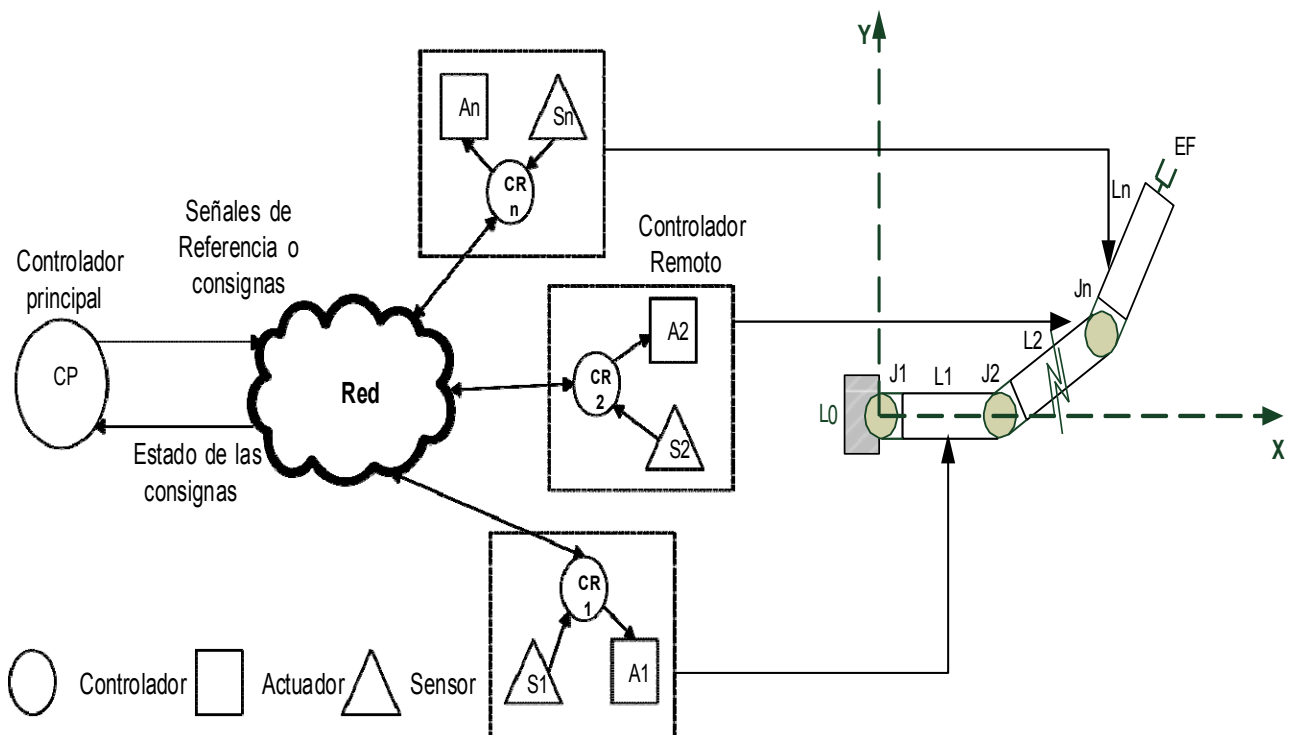 Y
An
Sn
CR
n
EF
Ln
Señales de
Referencia o
consignas
Controlador
Remoto
Controlador
principal
Jn
A2
L2
CP
Red
CR
2
J1
L1
J2
L0
X
Estado de las
consignas
S2
CR
1
S1
A1
Controlador
Actuador
Sensor